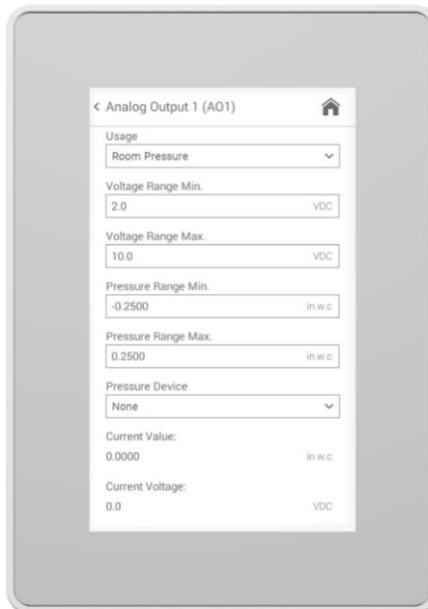 < Analog Output 1 (AO1)
Usage
Room Pressure
Voltage Range Min.
2.0 VDC
Voltage Range Max.
10.0 VDC
Pressure Range Min.
-0.2500 in.w.c
Pressure Range Max.
0.2500 in.w.c
Pressure Device
None
Current Value:
0.0000 in.w.c
Current Voltage:
0.0 VDC